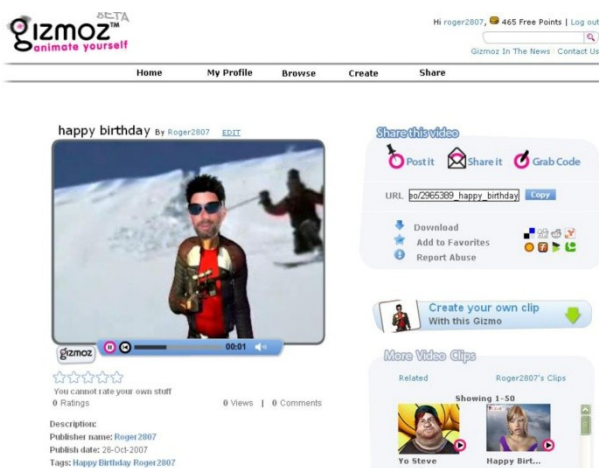 BETA
gizmoz™
animate yourself
Hi roger2807, 465 Free Points | Log out
Gizmoz In The News Contact Us
Home My Profile Browse Create Share
happy birthday By Roger2807 EDIT
Share this video
Post it Share it Grab Code
URL eo/2965389_happy_birthday Copy
Download
Add to Favorites
Report Abuse
Create your own clip
With this Gizmo
gizmoz 00:01
More Video Clips
You cannot rate your own stuff
0 Ratings 0 Views | 0 Comments
Related Roger2807's Clips
Showing 1-50
Description:
Publisher name: Roger2807
Publish date: 26-Oct-2007
Tags: Happy Birthday Roger2807
Yo Steve Happy Birt...